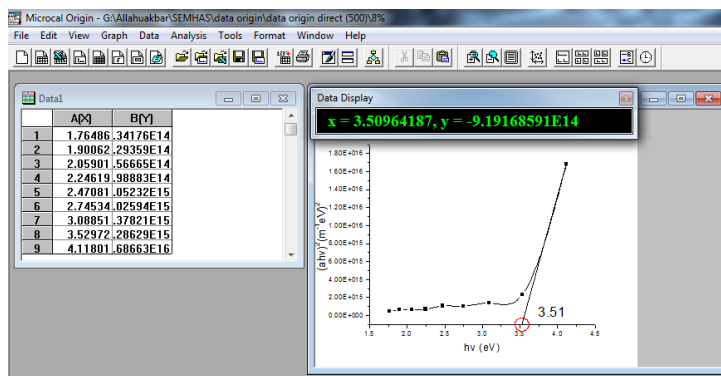 Microcal Origin - G:\Allahuakbar\SEMHAS\data origin\data origin direct (500)\8%
File Edit View Graph Data Analysis Tools Format Window Help
Data1
A(X) B(Y)
1 1.76486 .34176E14
2 1.90062 .29359E14
3 2.05901 .56665E14
4 2.24619 .98883E14
5 2.47081 .05232E15
6 2.74534 .02594E15
7 3.08851 .37821E15
8 3.52972 .28629E15
9 4.11801 .68663E16
Data Display
x = 3.50964187, y = -9.19168591E14
1.80E+016
1.60E+016
1.40E+016
1.20E+016
1.00E+016
8.00E+015
6.00E+015
4.00E+015
2.00E+015
0.00E+000
(αhν)²(m⁻¹eV)²
3.51
1.5 2.0 2.5 3.0 3.5 4.0 4.5
hν (eV)